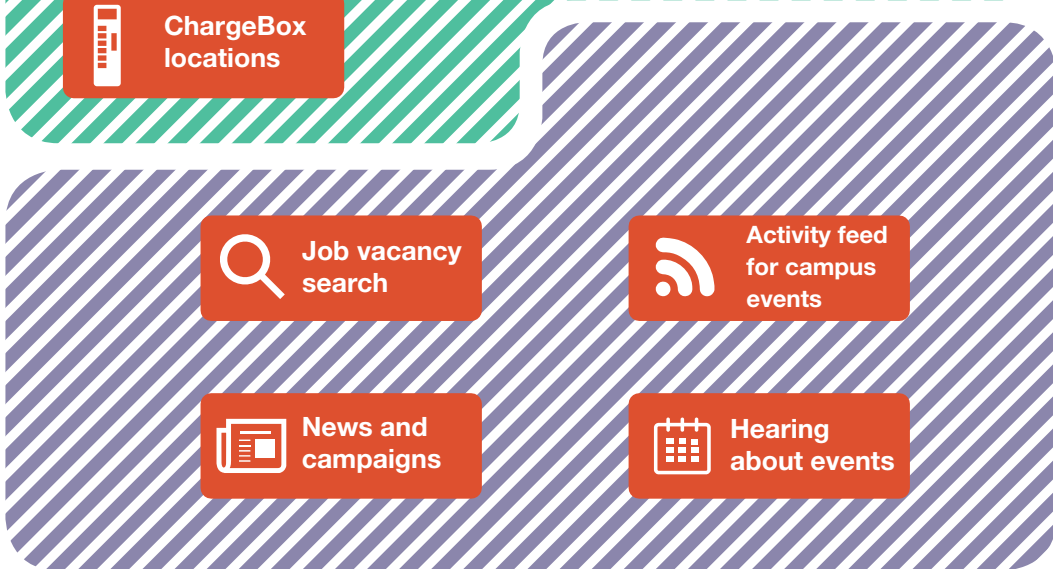 ChargeBox
locations
Job vacancy
search
Activity feed
for campus
events
News and
campaigns
Hearing
about events